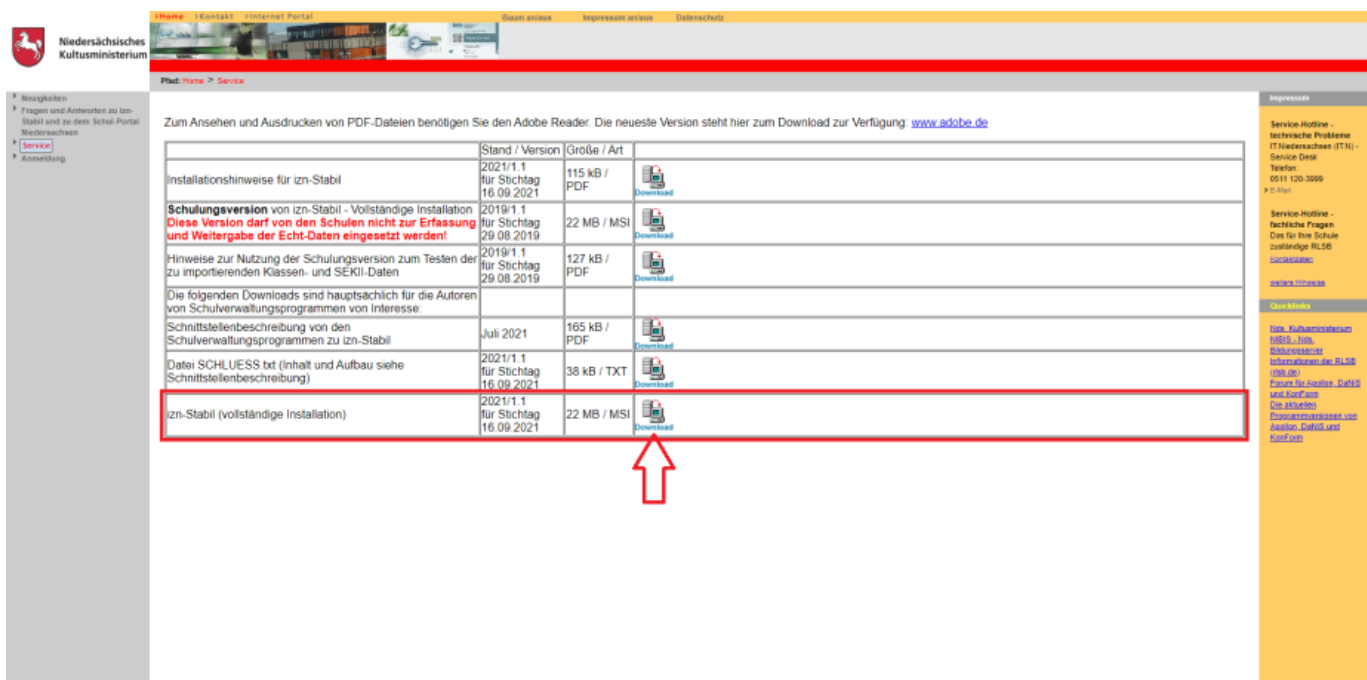 Home Kontakt Internet Portal
Baum an/aus Impressum an/aus Datenschutz
Niedersächsisches
Kultusministerium
Pfad: Home > Service
Neuigkeiten
Fragen und Antworten zu izn-
Stabil und zu dem Schul-Portal
Niedersachsen
Service
Anmeldung
Zum Ansehen und Ausdrucken von PDF-Dateien benötigen Sie den Adobe Reader. Die neueste Version steht hier zum Download zur Verfügung: www.adobe.de
Stand / Version Größe / Art
Installationshinweise für izn-Stabil
2021/1.1
für Stichtag
16.09.2021
115 kB /
PDF
Download
Schulungsversion von izn-Stabil - Vollständige Installation
Diese Version darf von den Schulen nicht zur Erfassung
und Weitergabe der Echt-Daten eingesetzt werden!
2019/1.1
für Stichtag
29.08.2019
22 MB / MSI
Download
Hinweise zur Nutzung der Schulungsversion zum Testen der
zu importierenden Klassen- und SEKII-Daten
2019/1.1
für Stichtag
29.08.2019
127 kB /
PDF
Download
Die folgenden Downloads sind hauptsächlich für die Autoren
von Schulverwaltungsprogrammen von Interesse:
Schnittstellenbeschreibung von den
Schulverwaltungsprogrammen zu izn-Stabil
Juli 2021
165 kB /
PDF
Download
Datei SCHLUESS.txt (Inhalt und Aufbau siehe
Schnittstellenbeschreibung)
2021/1.1
für Stichtag
16.09.2021
38 kB / TXT
Download
izn-Stabil (vollständige Installation)
2021/1.1
für Stichtag
16.09.2021
22 MB / MSI
Download
Impressum
Service-Hotline -
technische Probleme
IT.Niedersachsen (IT.N) -
Service Desk
Telefon:
0511 120-3999
E-Mail
Service-Hotline -
fachliche Fragen
Das für Ihre Schule
zuständige RLSB
Kontaktdaten
weitere Hinweise
Quicklinks
Nds. Kultusministerium
NIBIS - Nds.
Bildungsserver
Informationen der RLSB
(rlsb.de)
Forum für Apollon, DaNiS
und KonForm
Die aktuellen
Programmversionen von
Apollon, DaNiS und
KonForm